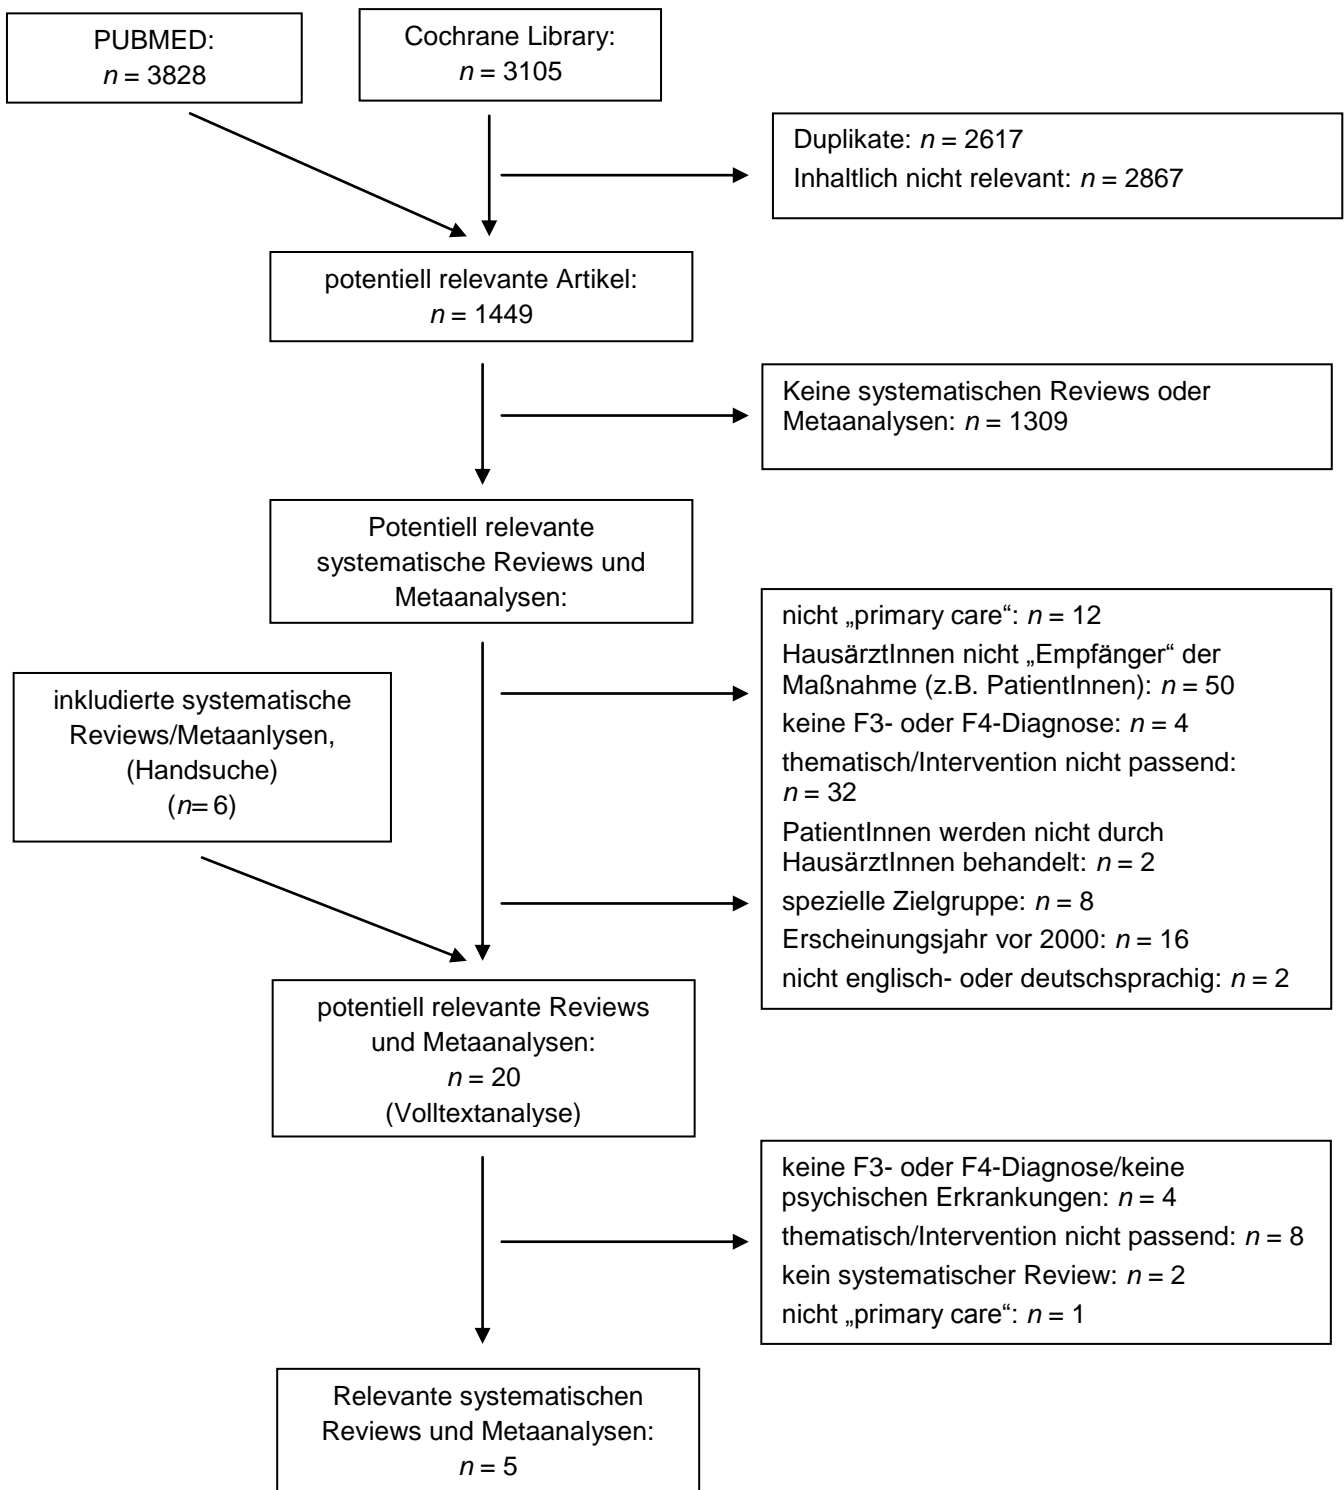 PUBMED:
n = 3828
Cochrane Library:
n = 3105
Duplikate: n = 2617
Inhaltlich nicht relevant: n = 2867
potentiell relevante Artikel:
n = 1449
Keine systematischen Reviews oder
Metaanalysen: n = 1309
Potentiell relevante
systematische Reviews und
Metaanalysen:
nicht „primary care“: n = 12
HausärztInnen nicht „Empfänger“ der
Maßnahme (z.B. PatientInnen): n = 50
keine F3- oder F4-Diagnose: n = 4
thematisch/Intervention nicht passend:
n = 32
PatientInnen werden nicht durch
HausärztInnen behandelt: n = 2
spezielle Zielgruppe: n = 8
Erscheinungsjahr vor 2000: n = 16
nicht englisch- oder deutschsprachig: n = 2
inkludierte systematische
Reviews/Metaanlysen,
(Handsuche)
(n= 6)
potentiell relevante Reviews
und Metaanalysen:
n = 20
(Volltextanalyse)
keine F3- oder F4-Diagnose/keine
psychischen Erkrankungen: n = 4
thematisch/Intervention nicht passend: n = 8
kein systematischer Review: n = 2
nicht „primary care“: n = 1
Relevante systematischen
Reviews und Metaanalysen:
n = 5